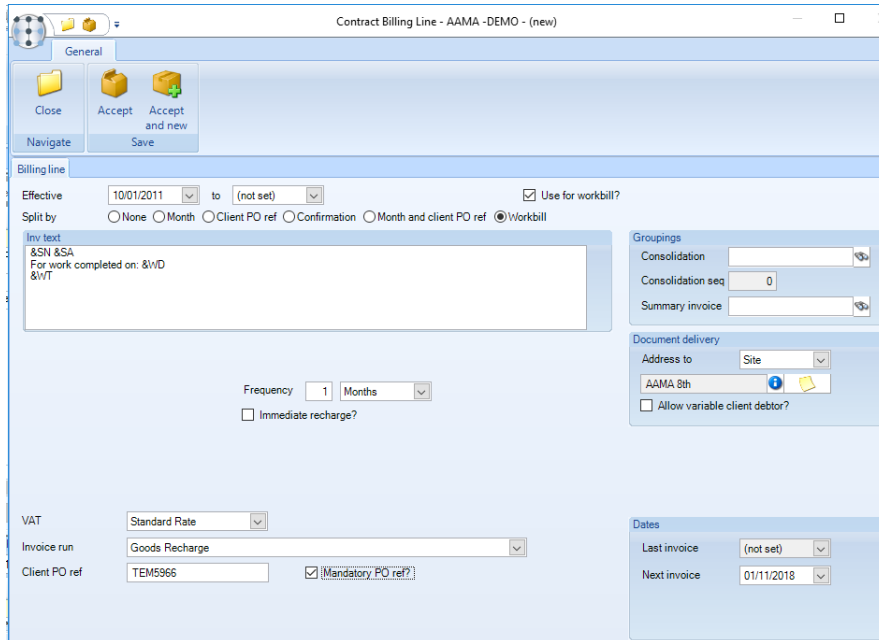 Contract Billing Line - AAMA -DEMO - (new)
General
Close
Accept
Accept and new
Navigate
Save
Billing line
Effective 10/01/2011 to (not set) Use for workbill?
Split by None Month Client PO ref Confirmation Month and client PO ref Workbill
Inv text
&SN &SA
For work completed on: &WD
&WT
Groupings
Consolidation
Consolidation seq 0
Summary invoice
Document delivery
Address to Site
AAMA 8th
Allow variable client debtor?
Frequency 1 Months
Immediate recharge?
VAT Standard Rate
Invoice run Goods Recharge
Client PO ref TEM5966 Mandatory PO ref?
Dates
Last invoice (not set)
Next invoice 01/11/2018